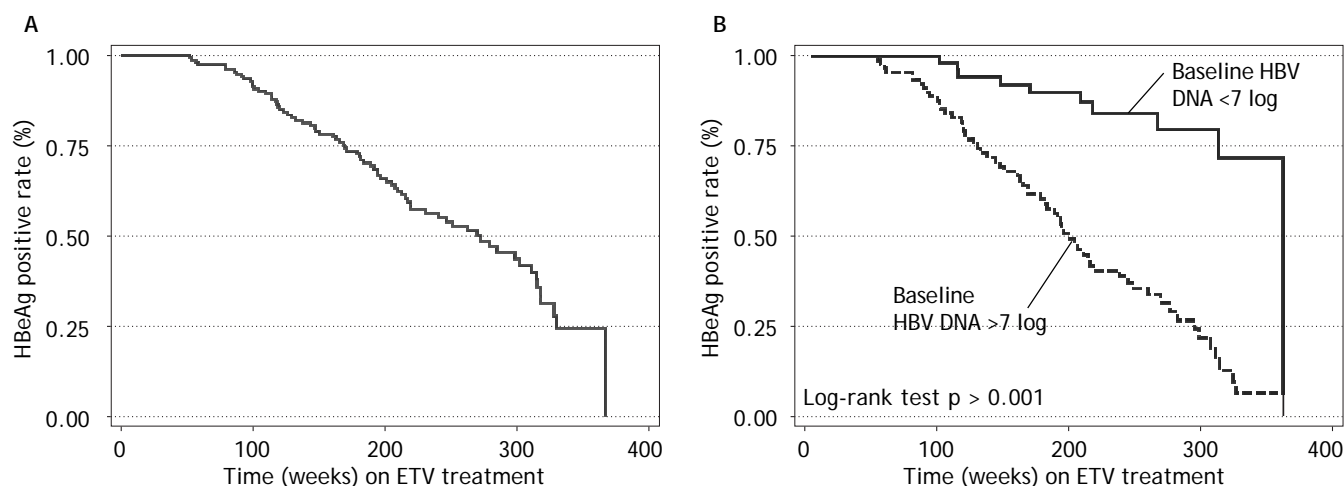 A
1.00
0.75
0.50
0.25
0.00
HBeAg positive rate (%)
0 100 200 300 400
Time (weeks) on ETV treatment
B
1.00
0.75
0.50
0.25
0.00
HBeAg positive rate (%)
Baseline HBV
DNA <7 log
Baseline
HBV DNA >7 log
Log-rank test p > 0.001
0 100 200 300 400
Time (weeks) on ETV treatment